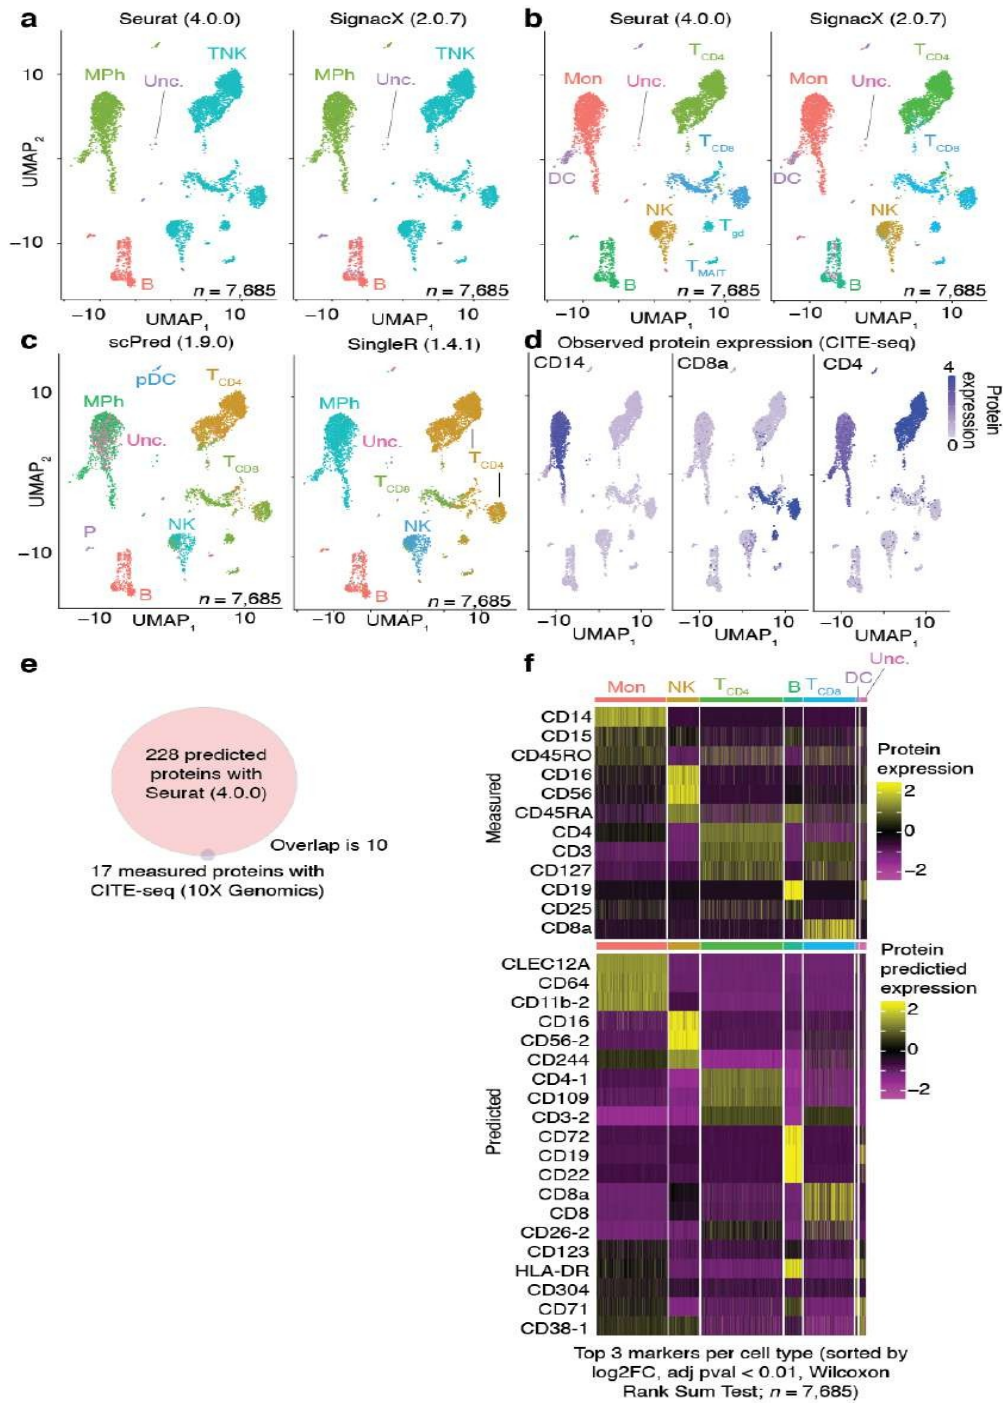 a
Seurat (4.0.0)
SignacX (2.0.7)
MPh
Unc.
TNK
MPh
Unc.
TNK
B
n = 7,685
B
n = 7,685
10
−10
UMAP2
−10
10
−10
10
UMAP1
UMAP1
b
Seurat (4.0.0)
SignacX (2.0.7)
Mon
Unc.
TCD4
DC
TCD8
NK
Tgd
TMAIT
B
n = 7,685
Mon
Unc.
TCD4
DC
TCD8
NK
B
n = 7,685
10
−10
−10
10
−10
10
UMAP1
UMAP1
c
scPred (1.9.0)
SingleR (1.4.1)
pDC
TCD4
MPh
Unc.
TCD8
P
NK
B
n = 7,685
MPh
Unc.
TCD4
TCD8
NK
B
n = 7,685
10
−10
UMAP2
−10
10
−10
10
UMAP1
UMAP1
d
Observed protein expression (CITE-seq)
CD14
CD8a
CD4
4
0
Protein
expression
−10
10
−10
10
−10
10
UMAP1
UMAP1
UMAP1
e
228 predicted
proteins with
Seurat (4.0.0)
Overlap is 10
17 measured proteins with
CITE-seq (10X Genomics)
f
Unc.
Mon
NK
TCD4
B
TCD8
DC
Measured
CD14
CD15
CD45RO
CD16
CD56
CD45RA
CD4
CD3
CD127
CD19
CD25
CD8a
Protein
expression
2
0
−2
Predicted
CLEC12A
CD64
CD11b-2
CD16
CD56-2
CD244
CD4-1
CD109
CD3-2
CD72
CD19
CD22
CD8a
CD8
CD26-2
CD123
HLA-DR
CD304
CD71
CD38-1
Protein
predictied
expression
2
0
−2
Top 3 markers per cell type (sorted by
log2FC, adj pval < 0.01, Wilcoxon
Rank Sum Test; n = 7,685)